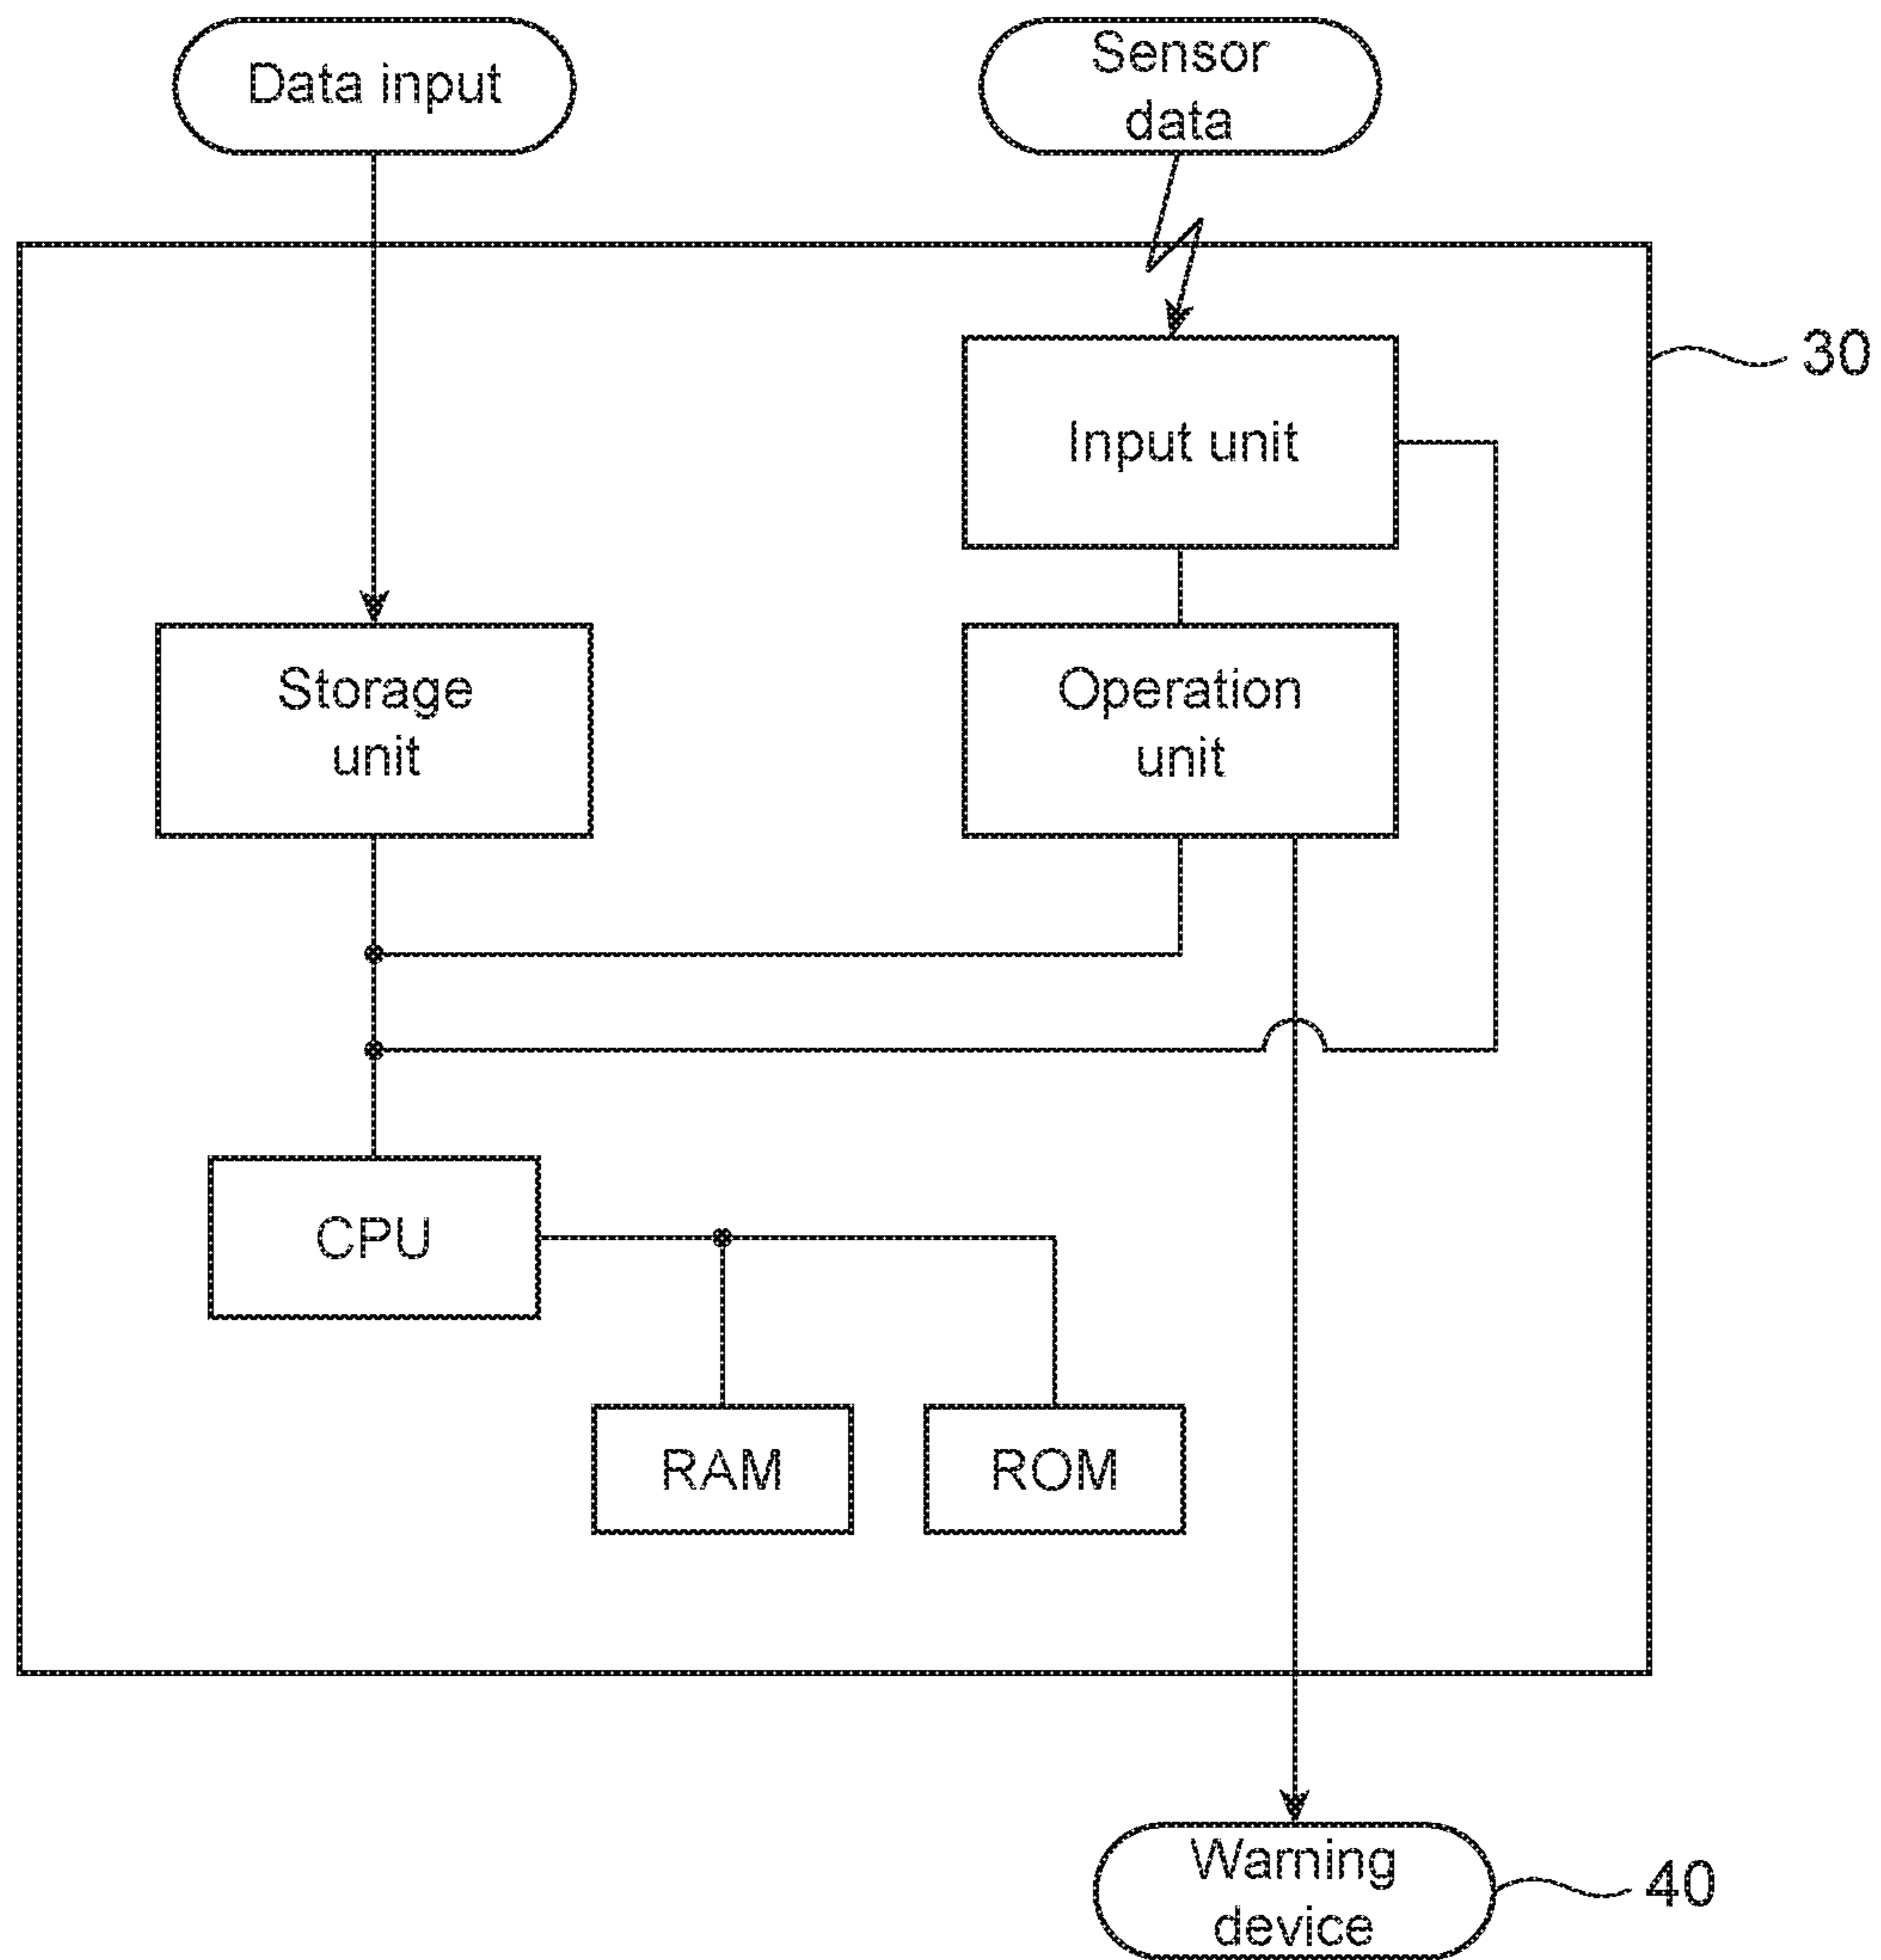 Data input
Sensor
data
30
Input unit
Storage
unit
Operation
unit
CPU
RAM
ROM
Warning
device
40